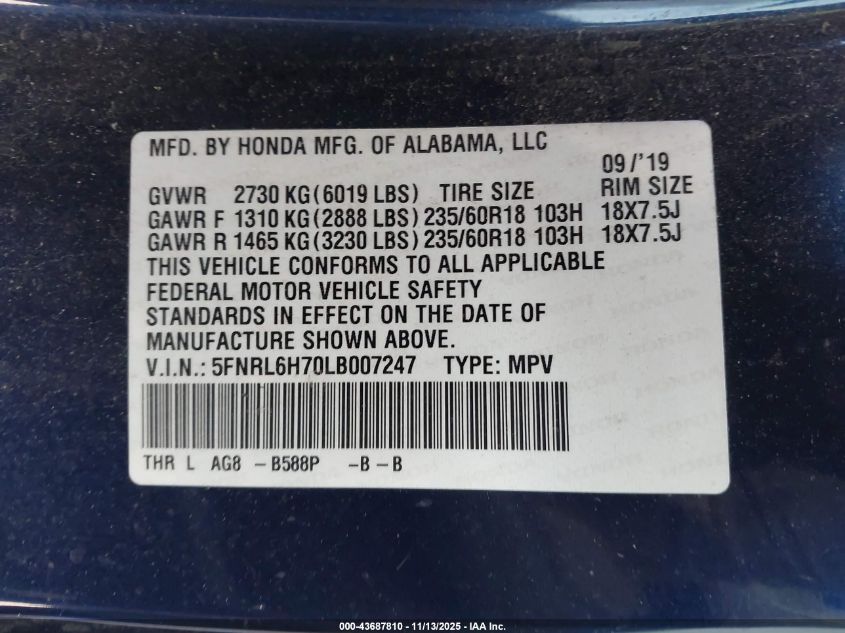 MFD. BY HONDA MFG. OF ALABAMA, LLC
09/'19
GVWR 2730 KG(6019 LBS) TIRE SIZE RIM SIZE
GAWR F 1310 KG(2888 LBS)235/60R18 103H 18X7.5J
GAWR R 1465 KG(3230 LBS)235/60R18 103H 18X7.5J
THIS VEHICLE CONFORMS TO ALL APPLICABLE
FEDERAL MOTOR VEHICLE SAFETY
STANDARDS IN EFFECT ON THE DATE OF
MANUFACTURE SHOWN ABOVE.
V.I.N.: 5FNRL6H70LB007247 TYPE: MPV
THR L AG8 -B588P -B -B
000-43687810 - 11/13/2025 - IAA Inc.